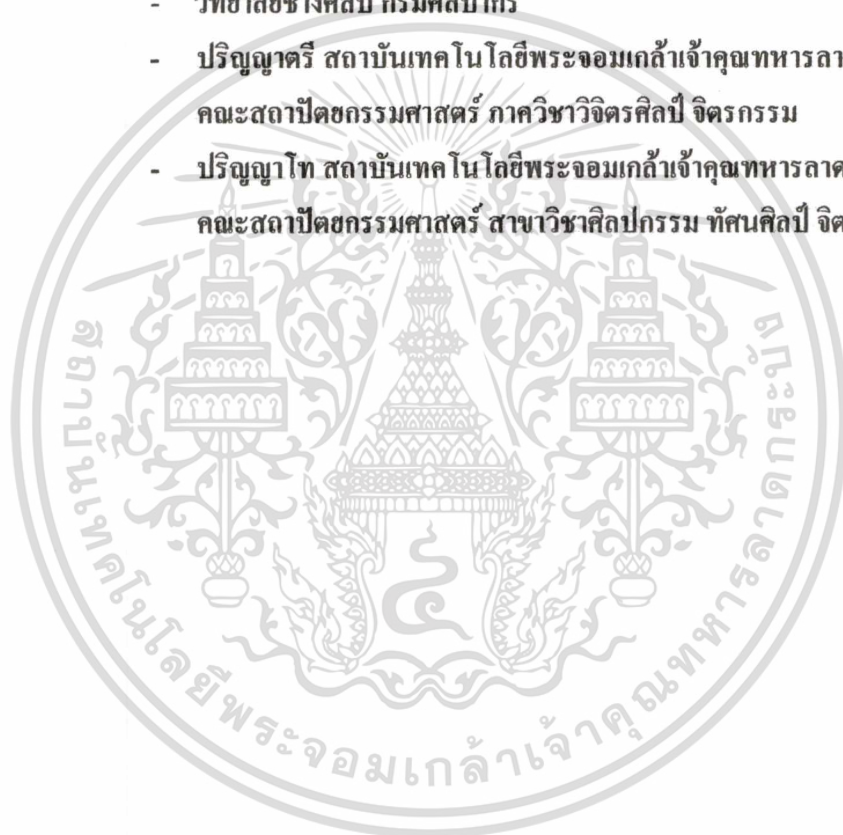 - วิทยาลัยช่างศิลป กรมศิลปากร
- ปริญญาตรี สถาบันเทคโนโลยีพระจอมเกล้าเจ้าคุณทหารลา
คณะสถาปัตยกรรมศาสตร์ ภาควิชาวิจิตรศิลป์ จิตรกรรม
- ปริญญาโท สถาบันเทคโนโลยีพระจอมเกล้าเจ้าคุณทหารลาด
คณะสถาปัตยกรรมศาสตร์ สาขาวิชาศิลปกรรม ทัศนศิลป์ จิต
สถาบันเทคโนโลยีพระจอมเกล้าเจ้าคุณทหารลาดกระบัง